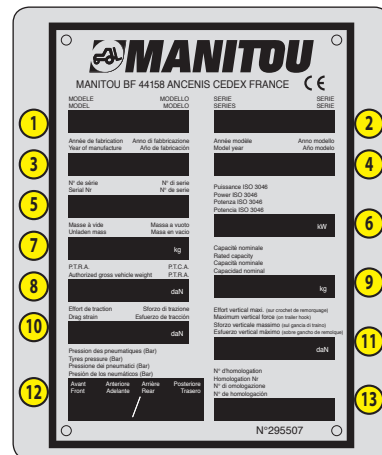 MANITOU
MANITOU BF 44158 ANCENIS CEDEX FRANCE CE
MODELE MODELLO
MODEL MODELO
1
SERIE SERIE
SERIES SERIE
2
Année de fabrication Anno di fabbricazione
Year of manufacture Año de fabricación
3
Année modèle Anno modello
Model year Año modelo
4
N° de série N° di serie
Serial Nr N° de serie
5
Puissance ISO 3046
Power ISO 3046
Potenza ISO 3046
Potencia ISO 3046
kW
6
Masse à vide Massa a vuoto
Unladen mass Masa en vacio
kg
7
P.T.R.A. P.T.C.A.
Authorized gross vehicle weight P.T.R.A.
daN
8
Capacité nominale
Rated capacity
Capacità nominale
Capacidad nominal
kg
9
Effort de traction Sforzo di trazione
Drag strain Esfuerzo de tracción
daN
10
Effort vertical maxi. (sur crochet de remorquage)
Maximum vertical force (on trailer hook)
Sforzo verticale massimo (sul gancia di traino)
Esfuerzo vertical máximo (sobre gancho de remolque)
daN
11
Pression des pneumatiques (Bar)
Tyres pressure (Bar)
Pressione dei pneumatici (Bar)
Presión de los neumáticos (Bar)
Avant Anteriore Arrière Posteriore
Front Adelante Rear Trasero
/
12
N° d'homologation
Homologation Nr
N° di omologazione
N° de homologación
13
N°295507